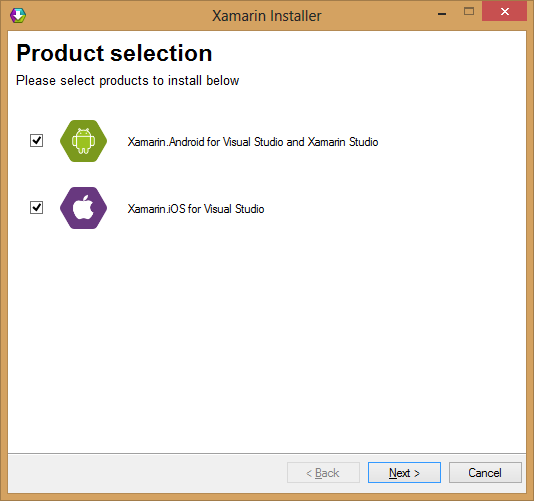 Xamarin Installer
Product selection
Please select products to install below
Xamarin.Android for Visual Studio and Xamarin Studio
Xamarin.iOS for Visual Studio
< Back
Next >
Cancel